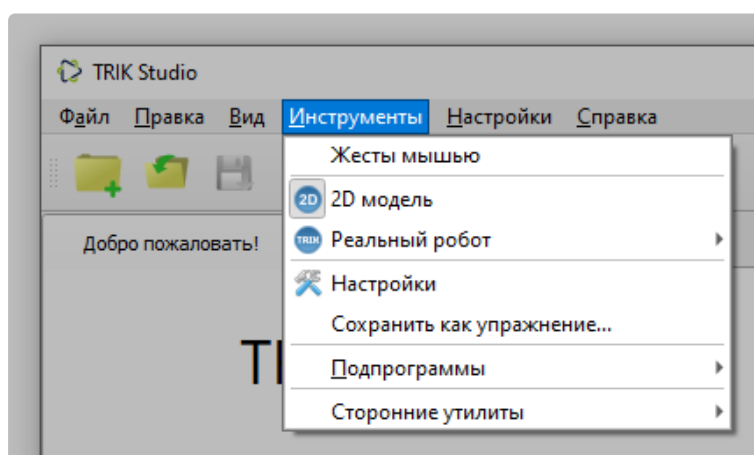 TRIK Studio
Файл Правка Вид Инструменты Настройки Справка
Жесты мышью
2D 2D модель
TRIK Реальный робот
Добро пожаловать!
Настройки
Сохранить как упражнение...
Подпрограммы
Сторонние утилиты